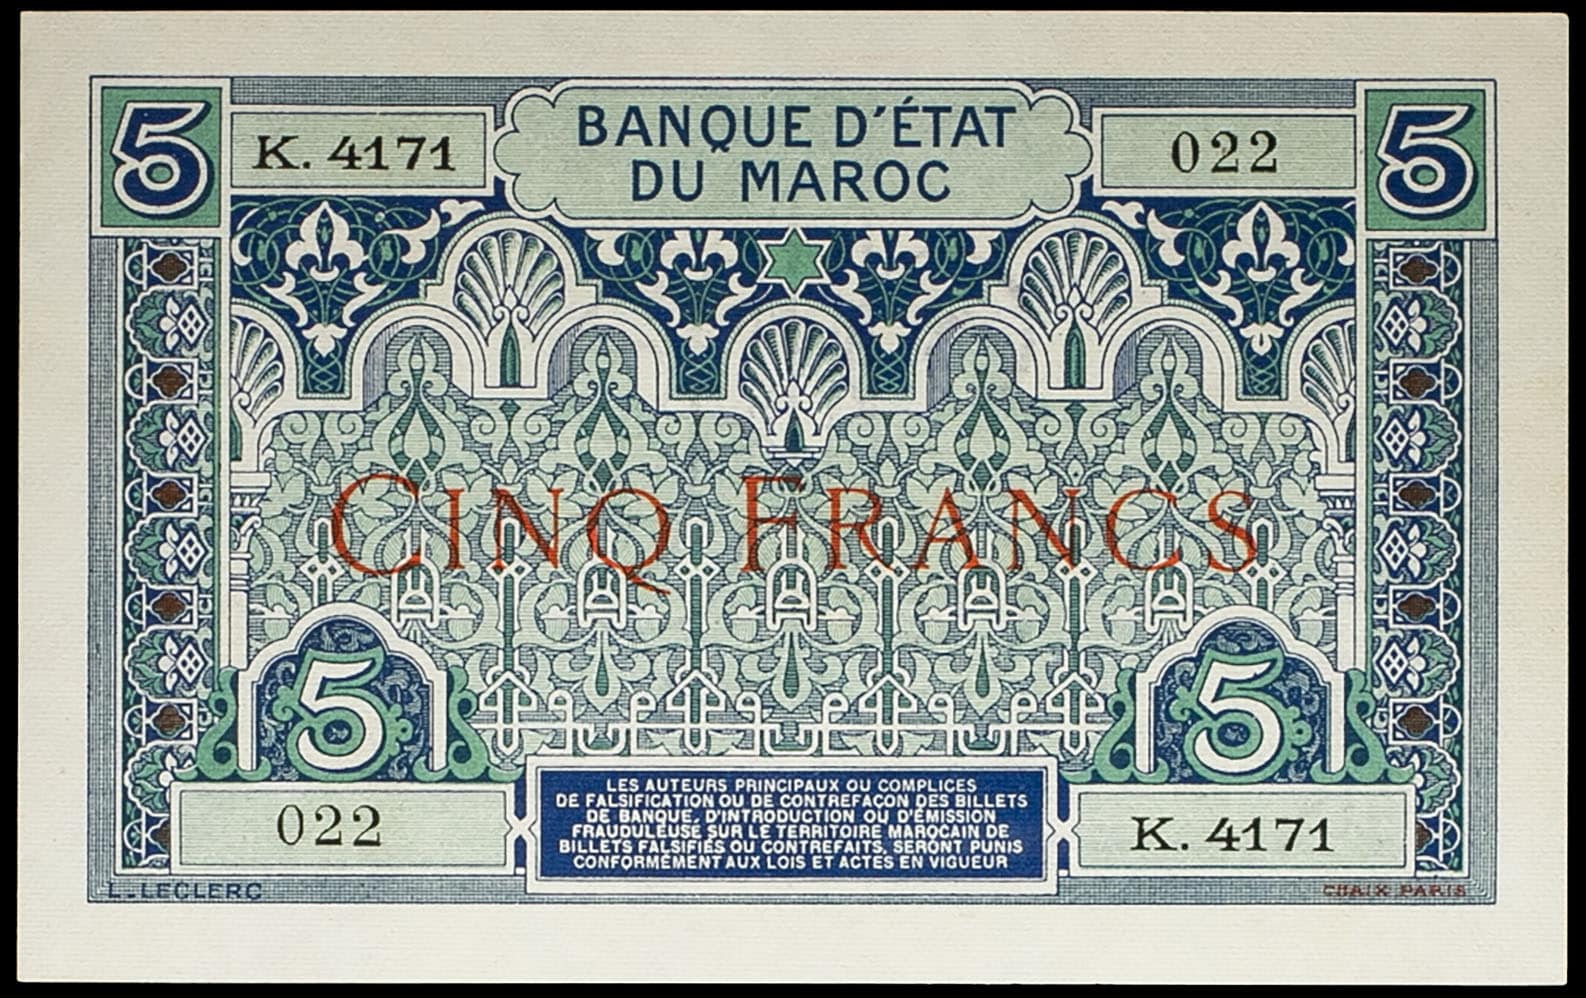 5
K. 4171
BANQUE D'ÉTAT
DU MAROC
022
5
CINQ FRANCS
5
5
022
LES AUTEURS PRINCIPAUX OU COMPLICES
DE FALSIFICATION OU DE CONTREFAÇON DES BILLETS
DE BANQUE, D'INTRODUCTION OU D'ÉMISSION
FRAUDULEUSE SUR LE TERRITOIRE MAROCAIN DE
BILLETS FALSIFIÉS OU CONTREFAITS, SERONT PUNIS
CONFORMÉMENT AUX LOIS ET ACTES EN VIGUEUR
K. 4171
L. LECLERC
CHAIX PARIS